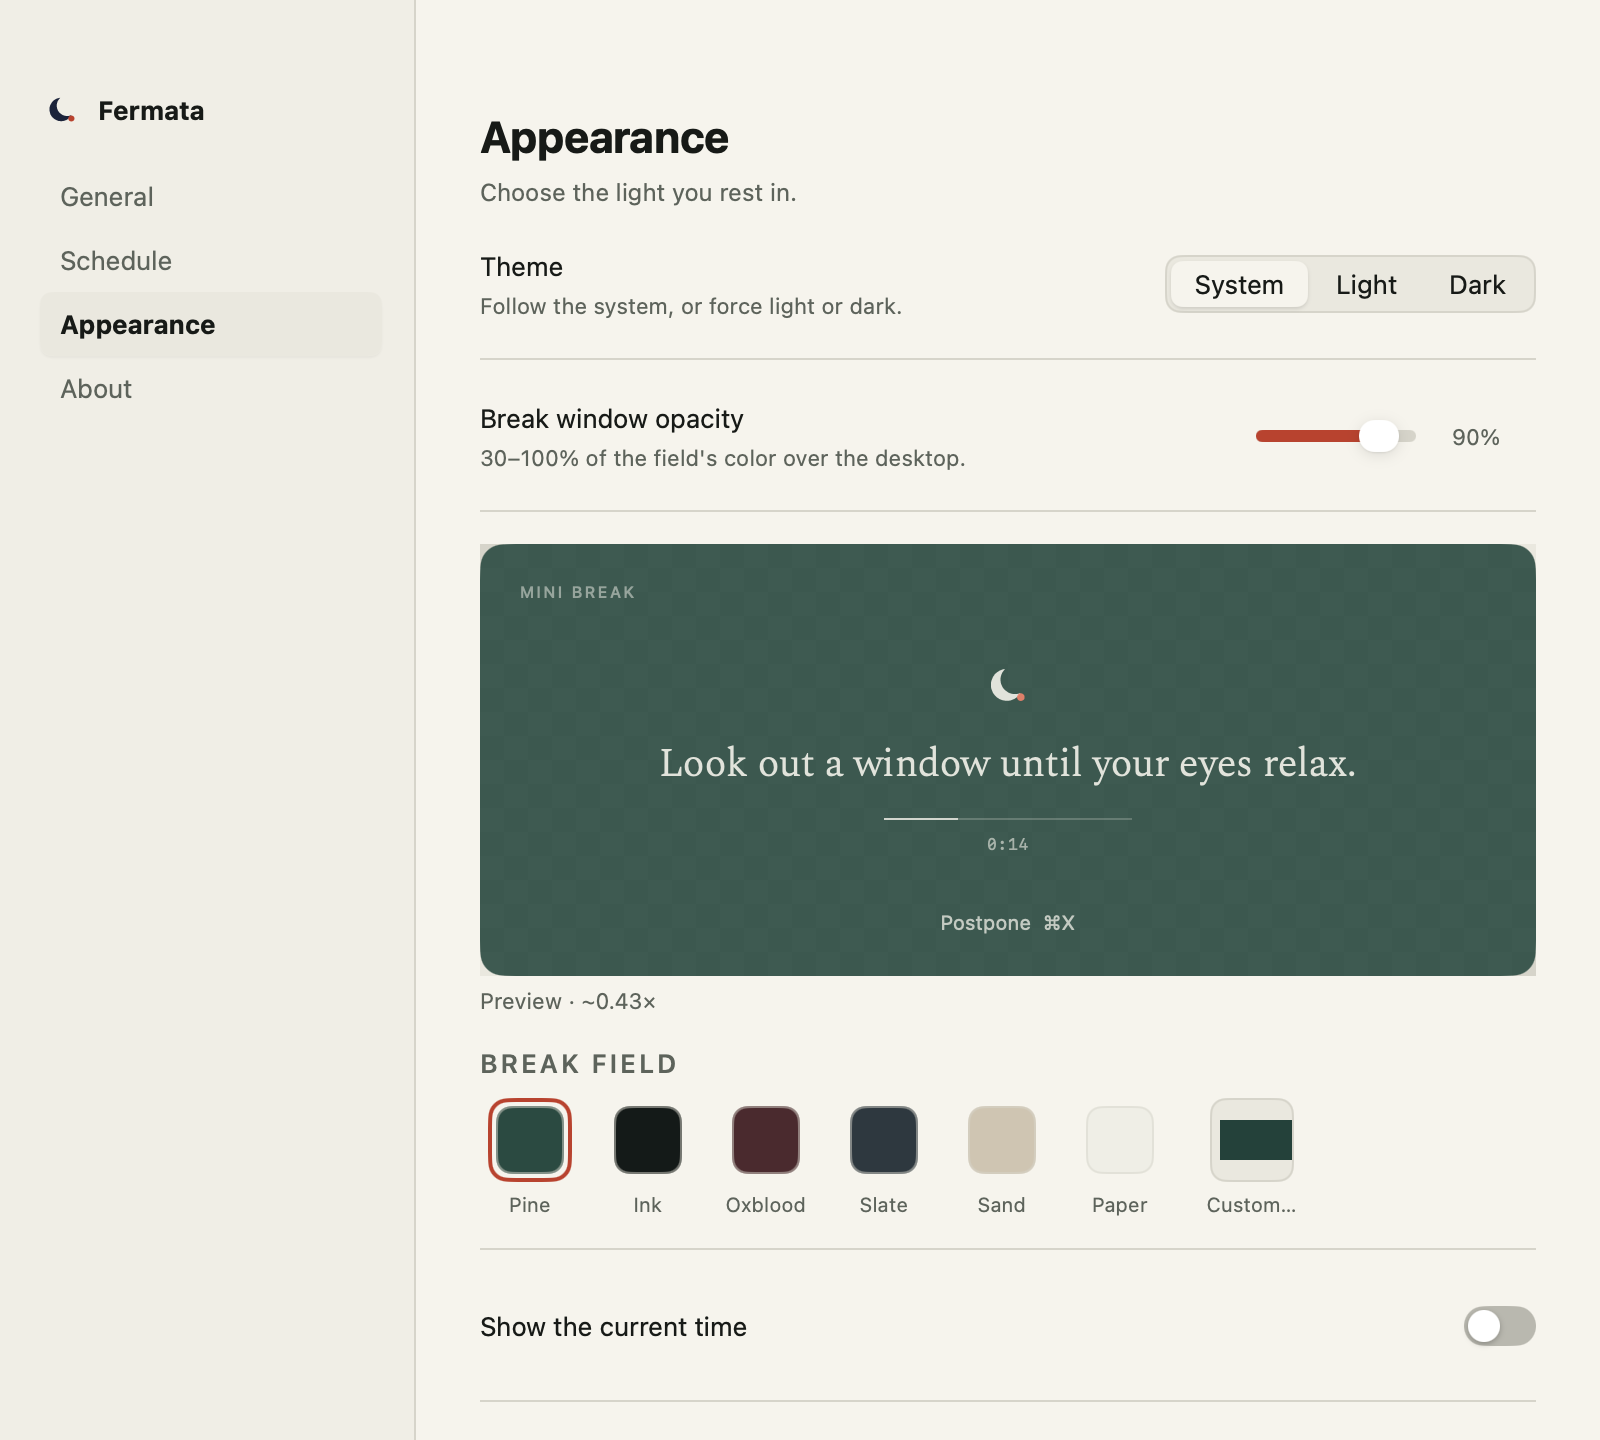 Fermata
General
Schedule
Appearance
About
Appearance
Choose the light you rest in.
Theme
Follow the system, or force light or dark.
System Light Dark
Break window opacity
30–100% of the field's color over the desktop.
90%
MINI BREAK
Look out a window until your eyes relax.
0:14
Postpone ⌘X
Preview · ~0.43×
BREAK FIELD
Pine Ink Oxblood Slate Sand Paper Custom...
Show the current time